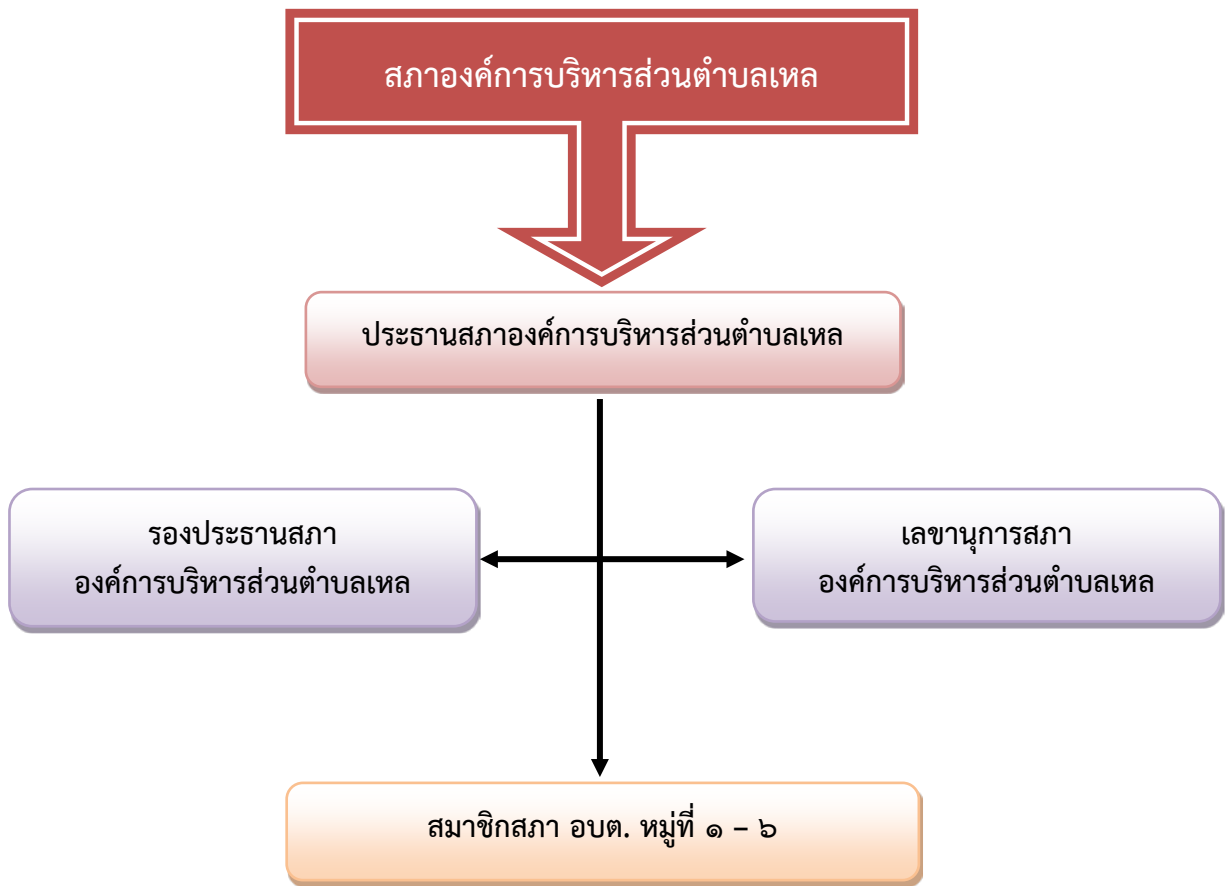 สภาองค์การบริหารส่วนตำบลเหล
ประธานสภาองค์การบริหารส่วนตำบลเหล
รองประธานสภา
องค์การบริหารส่วนตำบลเหล
เลขานุการสภา
องค์การบริหารส่วนตำบลเหล
สมาชิกสภา อบต. หมู่ที่ ๑ – ๖